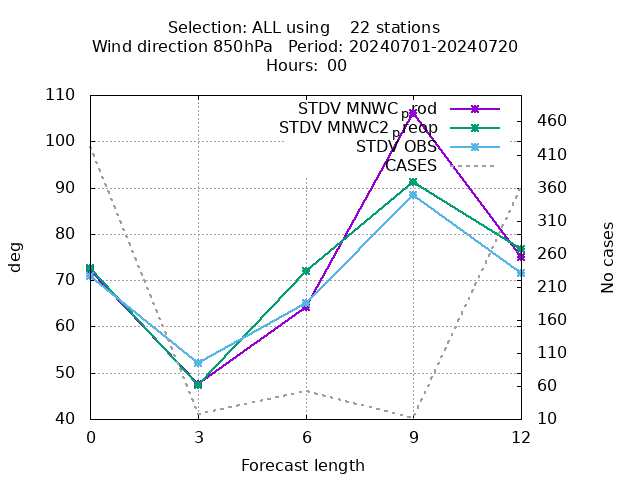 Selection: ALL using 22 stations
Wind direction 850hPa Period: 20240701-20240720
Hours: 00
STDV MNWC_prod
STDV MNWC2_preop
STDV OBS
CASES
deg
110
100
90
80
70
60
50
40
460
410
360
310
260
210
160
110
60
10
No cases
0 3 6 9 12
Forecast length